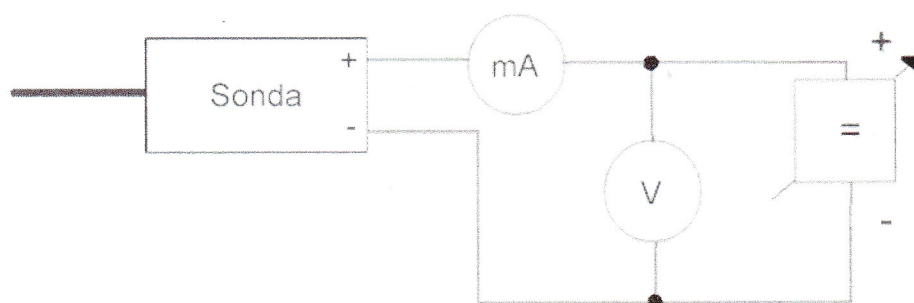 +
+
mA
Sonda
=
-
V
-